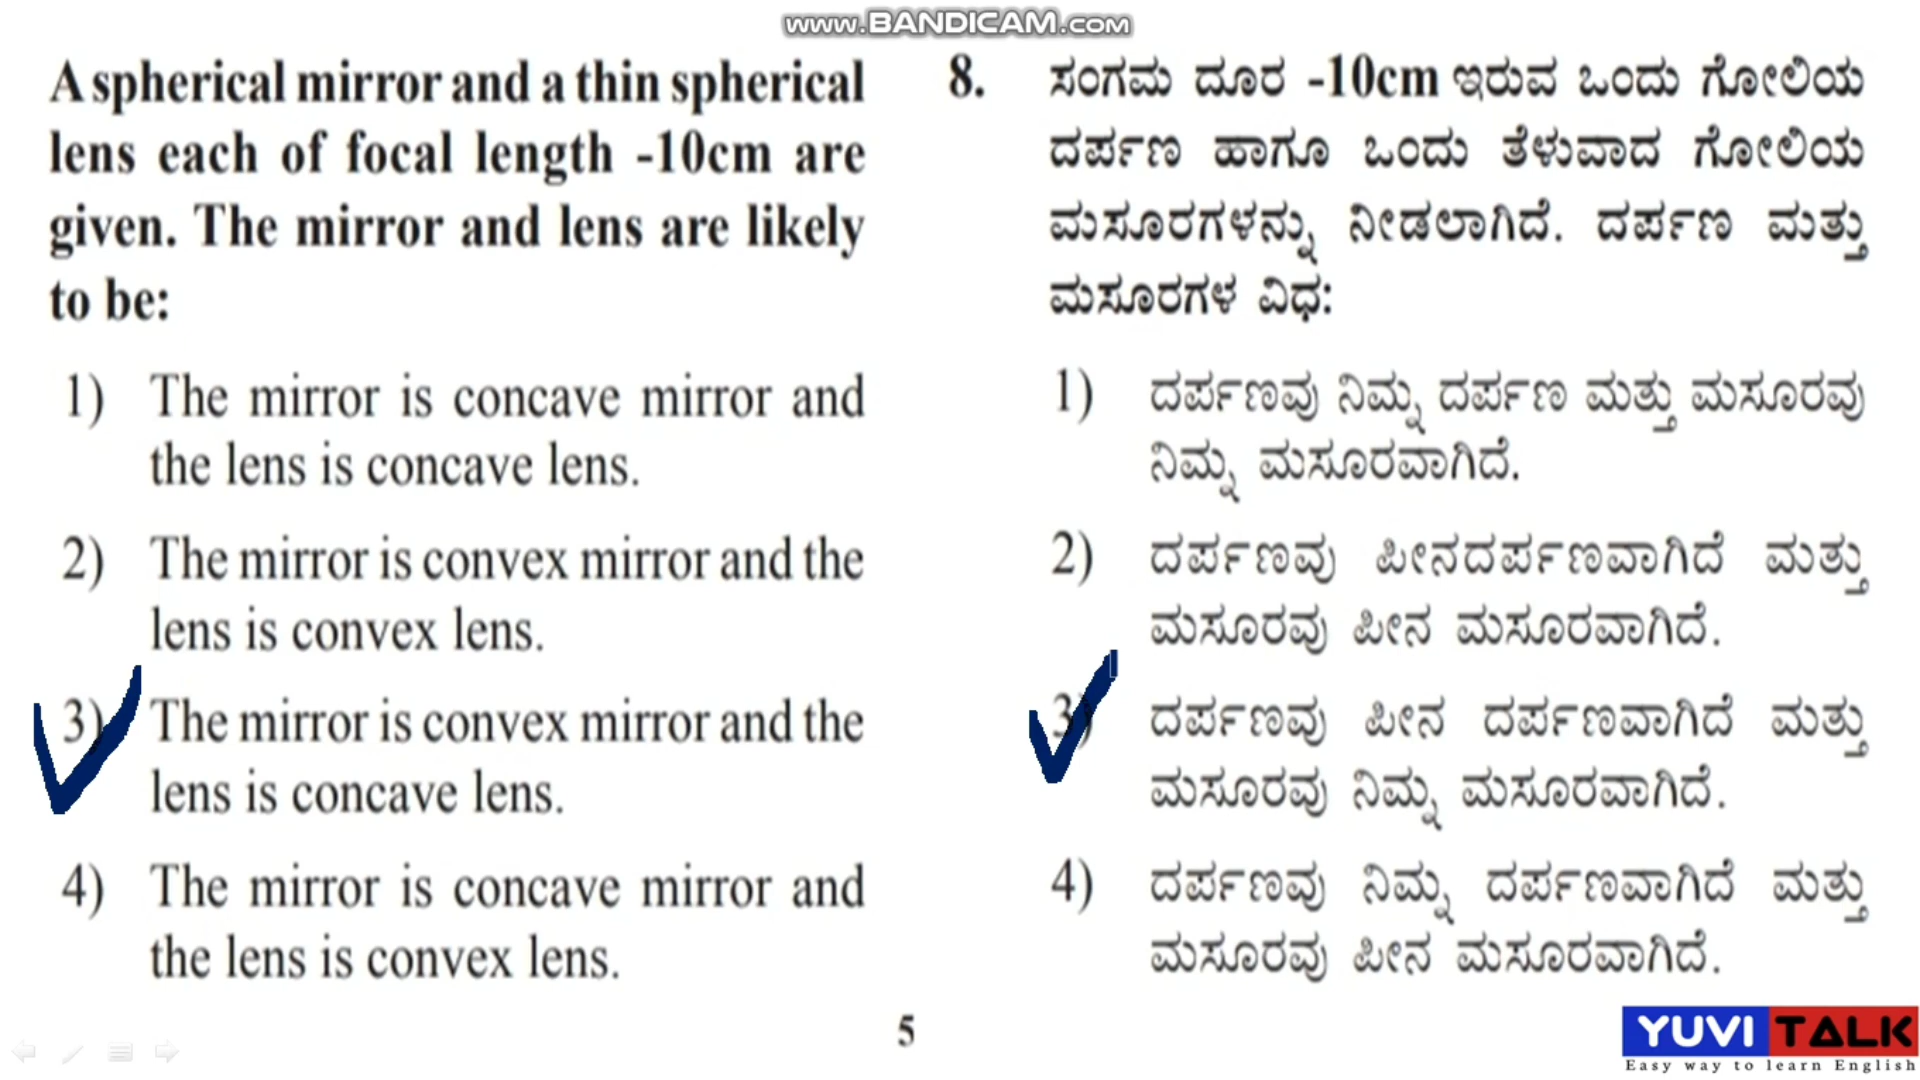 www.BANDICAM.com
A spherical mirror and a thin spherical
lens each of focal length -10cm are
given. The mirror and lens are likely
to be:
1) The mirror is concave mirror and
the lens is concave lens.
2) The mirror is convex mirror and the
lens is convex lens.
3) The mirror is convex mirror and the
lens is concave lens.
4) The mirror is concave mirror and
the lens is convex lens.
8. ಸಂಗಮ ದೂರ -10cm ಇರುವ ಒಂದು ಗೋಲಿಯ
ದರ್ಪಣ ಹಾಗೂ ಒಂದು ತೆಳುವಾದ ಗೋಲಿಯ
ಮಸೂರಗಳನ್ನು ನೀಡಲಾಗಿದೆ. ದರ್ಪಣ ಮತ್ತು
ಮಸೂರಗಳ ವಿಧ:
1) ದರ್ಪಣವು ನಿಮ್ನ ದರ್ಪಣ ಮತ್ತು ಮಸೂರವು
ನಿಮ್ನ ಮಸೂರವಾಗಿದೆ.
2) ದರ್ಪಣವು ಪೀನದರ್ಪಣವಾಗಿದೆ ಮತ್ತು
ಮಸೂರವು ಪೀನ ಮಸೂರವಾಗಿದೆ.
3) ದರ್ಪಣವು ಪೀನ ದರ್ಪಣವಾಗಿದೆ ಮತ್ತು
ಮಸೂರವು ನಿಮ್ನ ಮಸೂರವಾಗಿದೆ.
4) ದರ್ಪಣವು ನಿಮ್ನ ದರ್ಪಣವಾಗಿದೆ ಮತ್ತು
ಮಸೂರವು ಪೀನ ಮಸೂರವಾಗಿದೆ.
5
YUVI TALK
Easy way to learn English